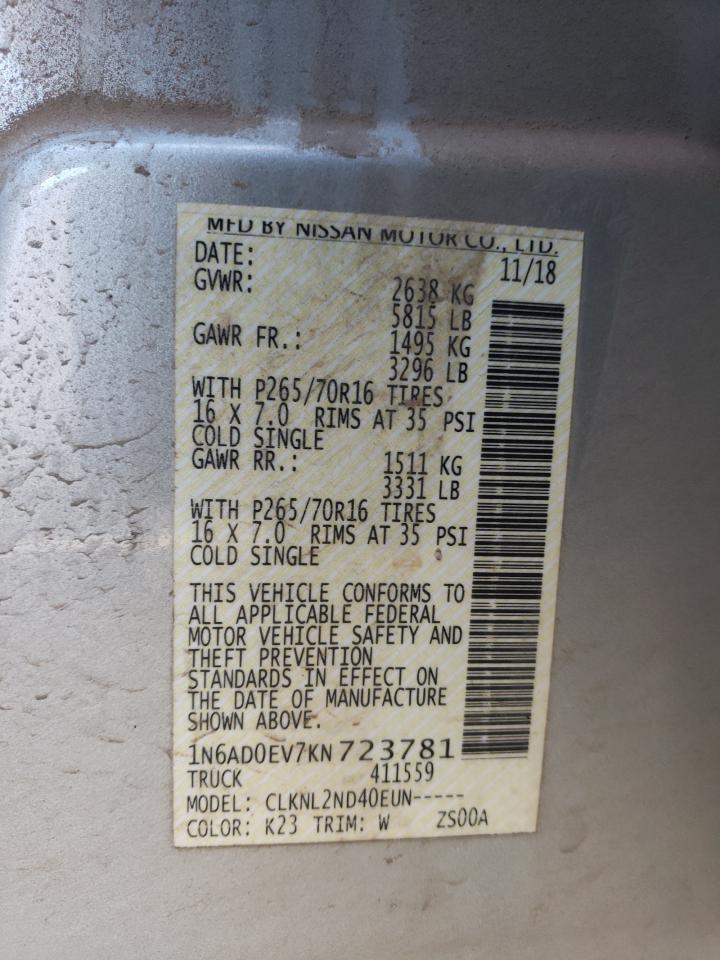 MFD BY NISSAN MOTOR CO., LTD.
DATE: 11/18
GVWR: 2638 KG
5815 LB
GAWR FR.: 1495 KG
3296 LB
WITH P265/70R16 TIRES
16 X 7.0 RIMS AT 35 PSI
COLD SINGLE
GAWR RR.: 1511 KG
3331 LB
WITH P265/70R16 TIRES
16 X 7.0 RIMS AT 35 PSI
COLD SINGLE
THIS VEHICLE CONFORMS TO
ALL APPLICABLE FEDERAL
MOTOR VEHICLE SAFETY AND
THEFT PREVENTION
STANDARDS IN EFFECT ON
THE DATE OF MANUFACTURE
SHOWN ABOVE.
1N6AD0EV7KN723781
TRUCK 411559
MODEL: CLKNL2ND40EUN-----
COLOR: K23 TRIM: W ZS00A